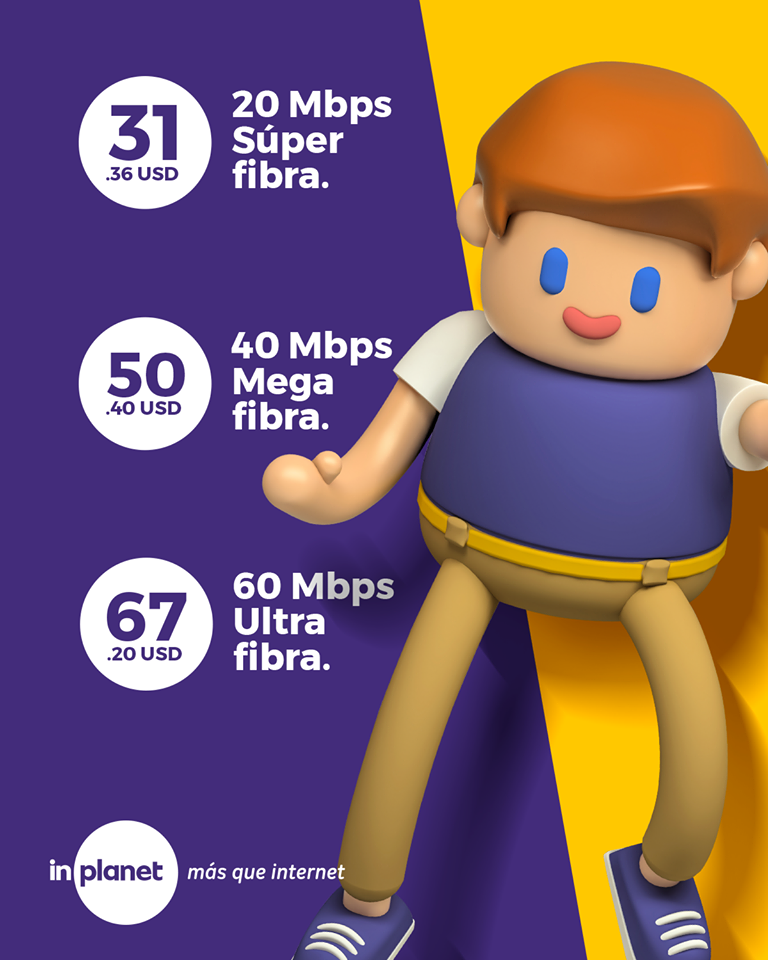 31
.36 USD
20 Mbps
Súper
fibra.
50
.40 USD
40 Mbps
Mega
fibra.
67
.20 USD
60 Mbps
Ultra
fibra.
inplanet más que internet